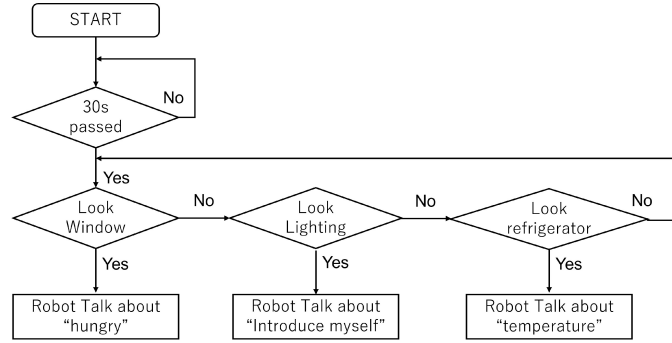 START
No
30s
passed
Yes
No
No
No
Look
Window
Look
Lighting
Look
refrigerator
Yes
Yes
Yes
Robot Talk about
“hungry”
Robot Talk about
“Introduce myself”
Robot Talk about
“temperature”